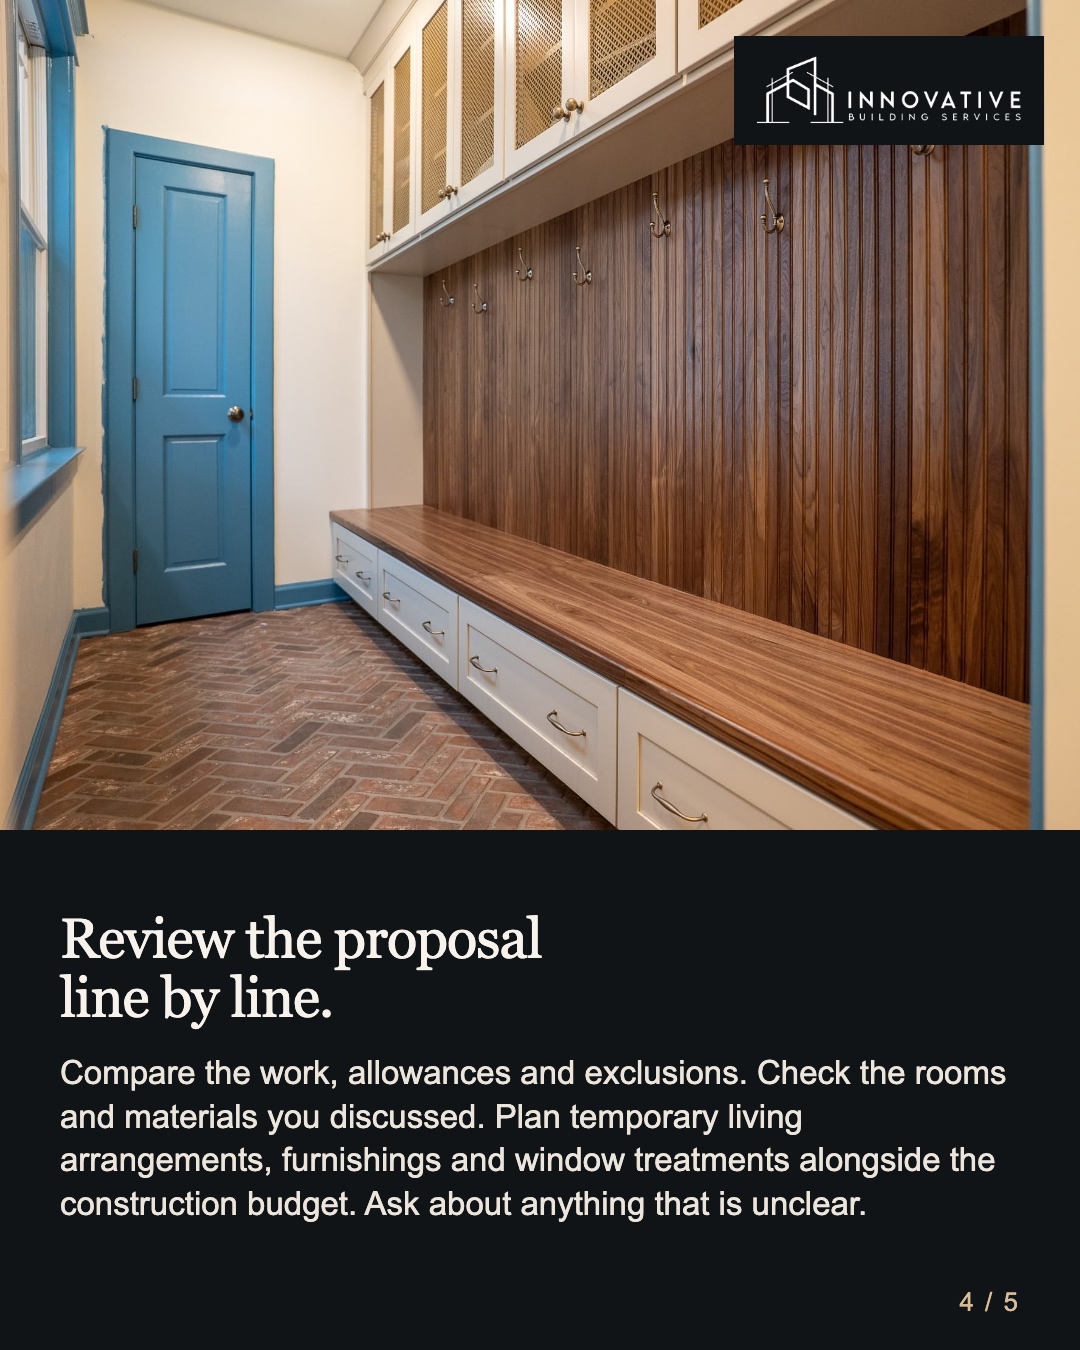 INNOVATIVE
BUILDING SERVICES
Review the proposal
line by line.
Compare the work, allowances and exclusions. Check the rooms
and materials you discussed. Plan temporary living
arrangements, furnishings and window treatments alongside the
construction budget. Ask about anything that is unclear.
4 / 5